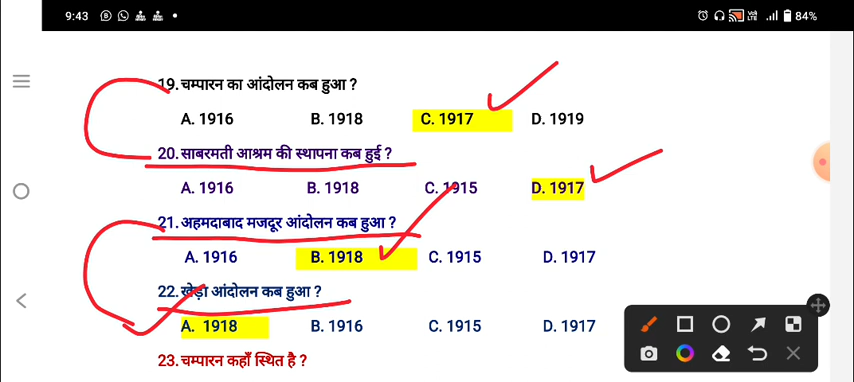 9:43 84%
19. चम्पारन का आंदोलन कब हुआ ?
A. 1916 B. 1918 C. 1917 D. 1919
20. साबरमती आश्रम की स्थापना कब हुई ?
A. 1916 B. 1918 C. 1915 D. 1917
21. अहमदाबाद मजदूर आंदोलन कब हुआ ?
A. 1916 B. 1918 C. 1915 D. 1917
22. खेड़ा आंदोलन कब हुआ ?
A. 1918 B. 1916 C. 1915 D. 1917
23. चम्पारन कहाँ स्थित है ?